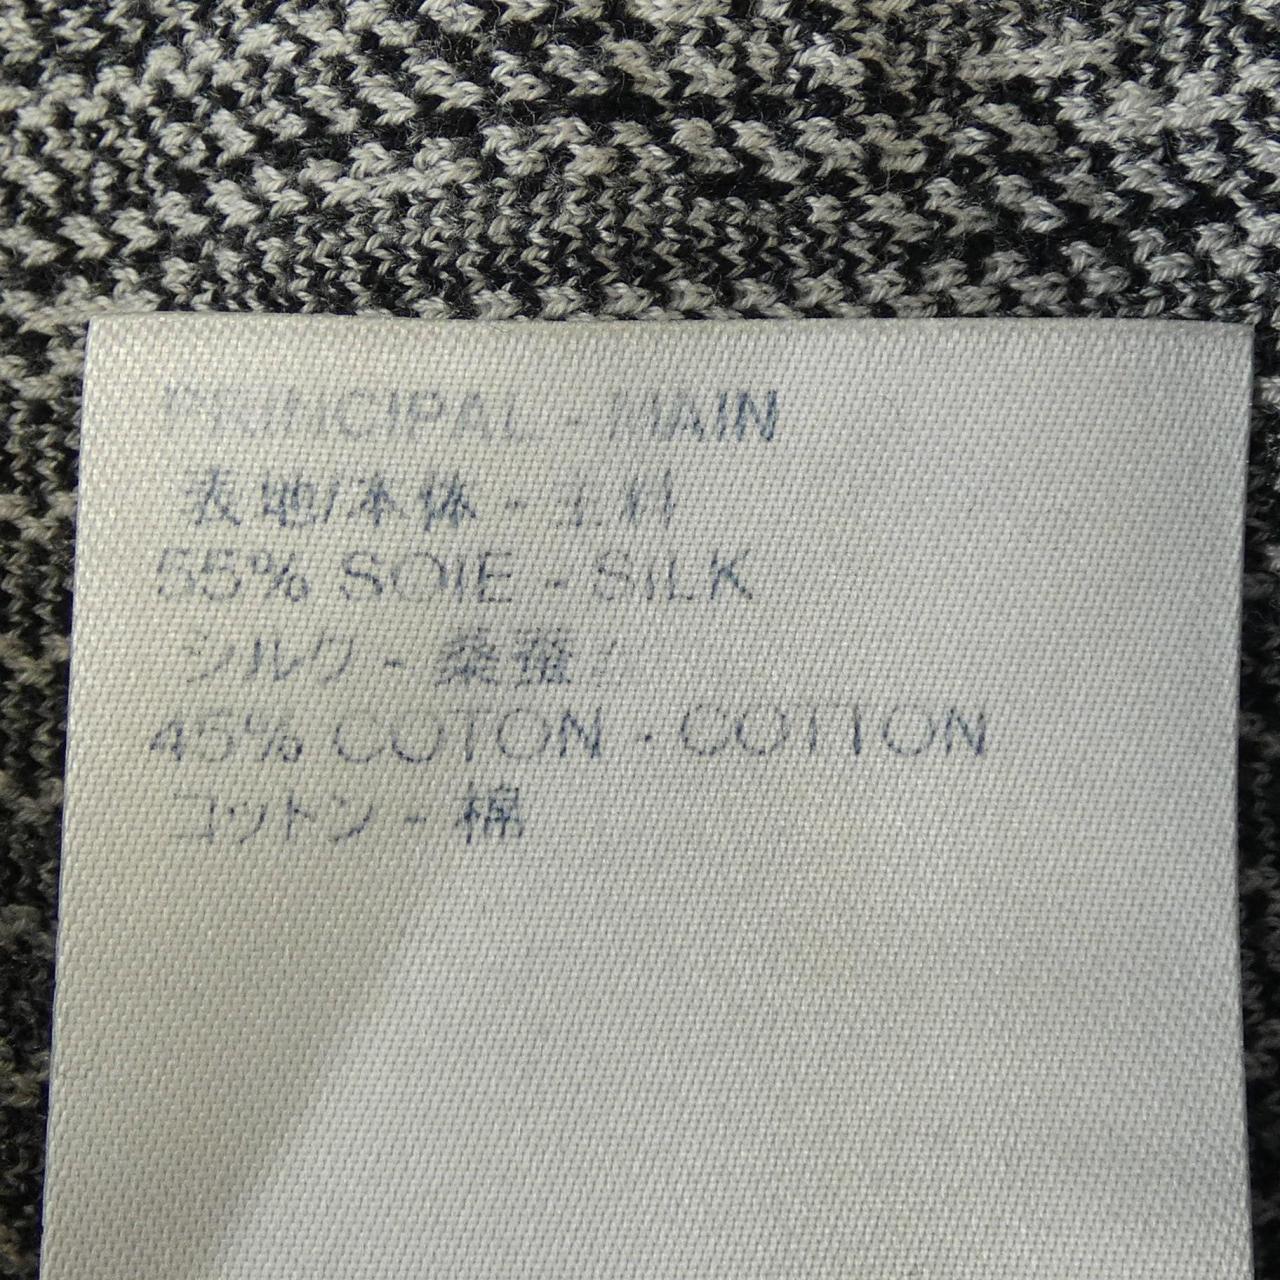 PRINCIPAL - MAIN
表地/本体 - 主料
55% SOIE - SILK
シルク - 桑蚕
45% COTON - COTTON
コットン - 棉